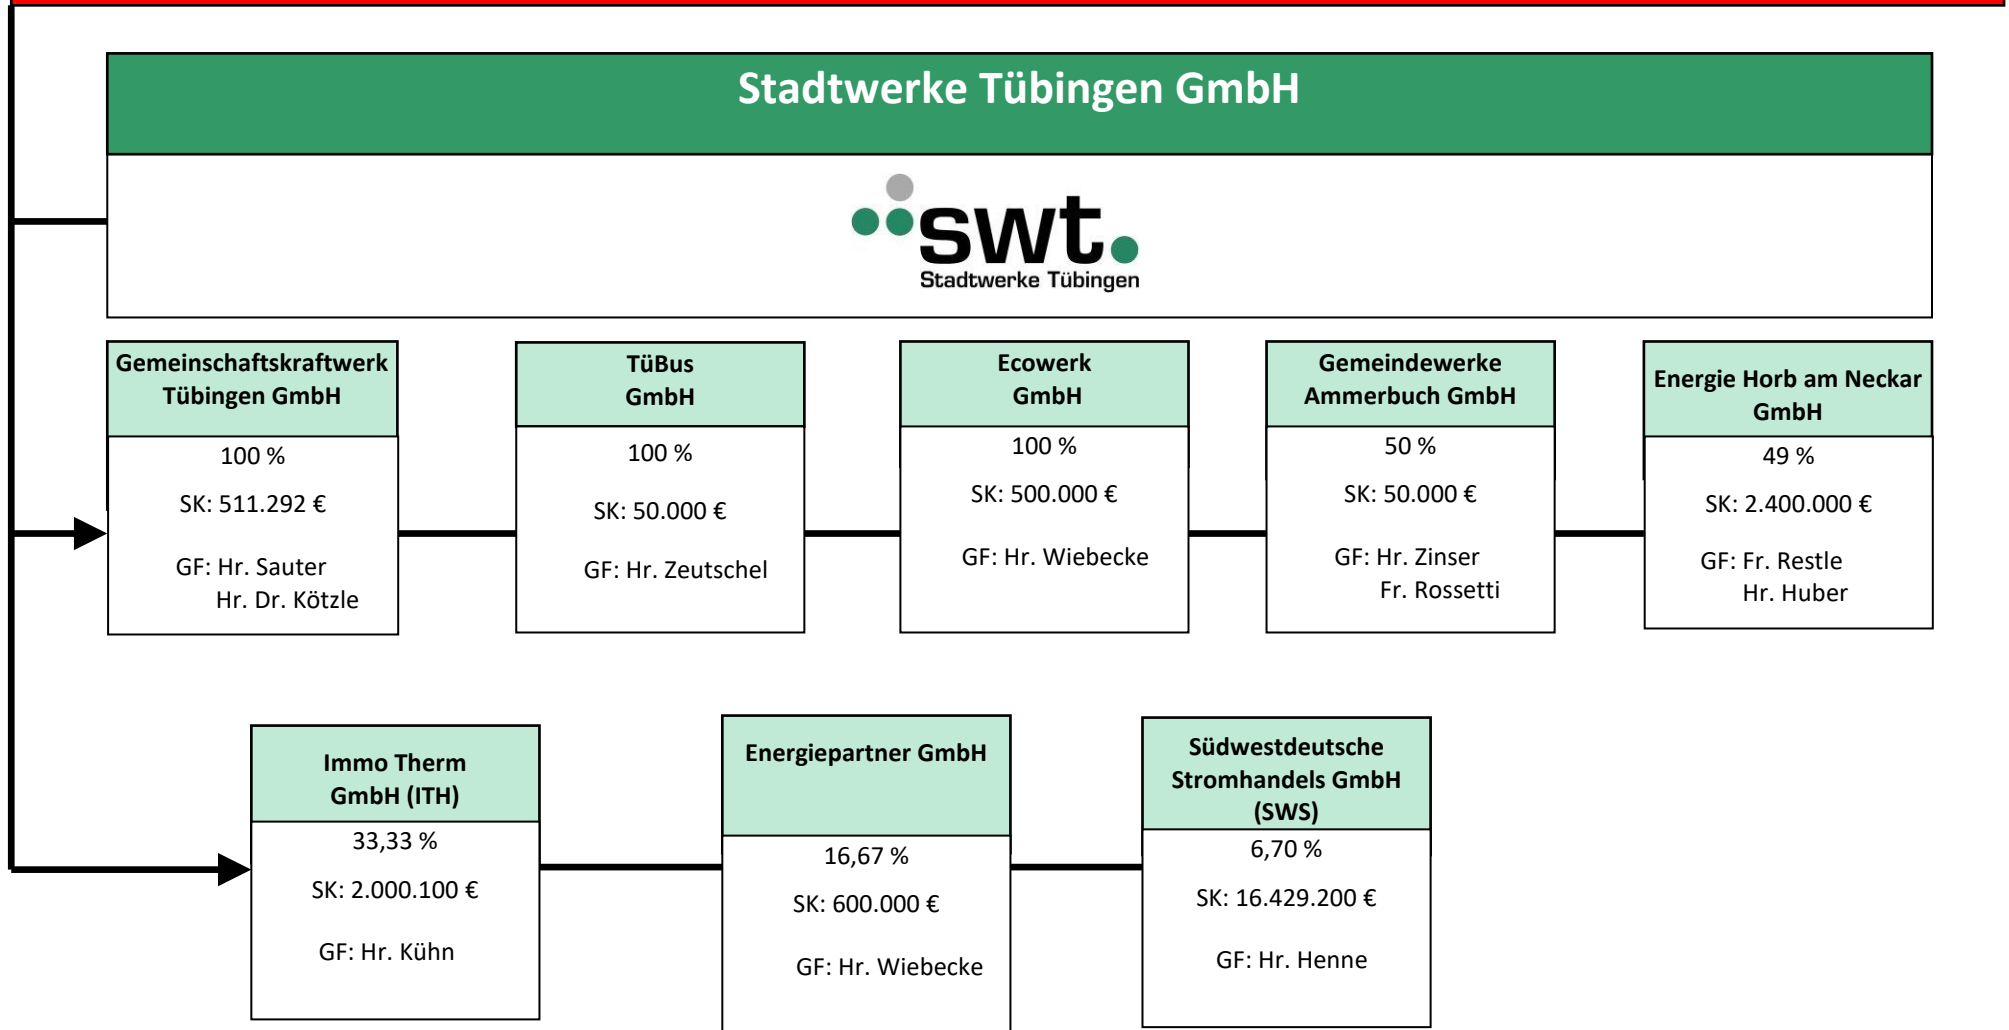 Stadtwerke Tübingen GmbH
swt.
Stadtwerke Tübingen
Gemeinschaftskraftwerk
Tübingen GmbH
100 %
SK: 511.292 €
GF: Hr. Sauter
Hr. Dr. Kötzle
TüBus
GmbH
100 %
SK: 50.000 €
GF: Hr. Zeutschel
Ecowerk
GmbH
100 %
SK: 500.000 €
GF: Hr. Wiebecke
Gemeindewerke
Ammerbuch GmbH
50 %
SK: 50.000 €
GF: Hr. Zinser
Fr. Rossetti
Energie Horb am Neckar
GmbH
49 %
SK: 2.400.000 €
GF: Fr. Restle
Hr. Huber
Immo Therm
GmbH (ITH)
33,33 %
SK: 2.000.100 €
GF: Hr. Kühn
Energiepartner GmbH
16,67 %
SK: 600.000 €
GF: Hr. Wiebecke
Südwestdeutsche
Stromhandels GmbH
(SWS)
6,70 %
SK: 16.429.200 €
GF: Hr. Henne